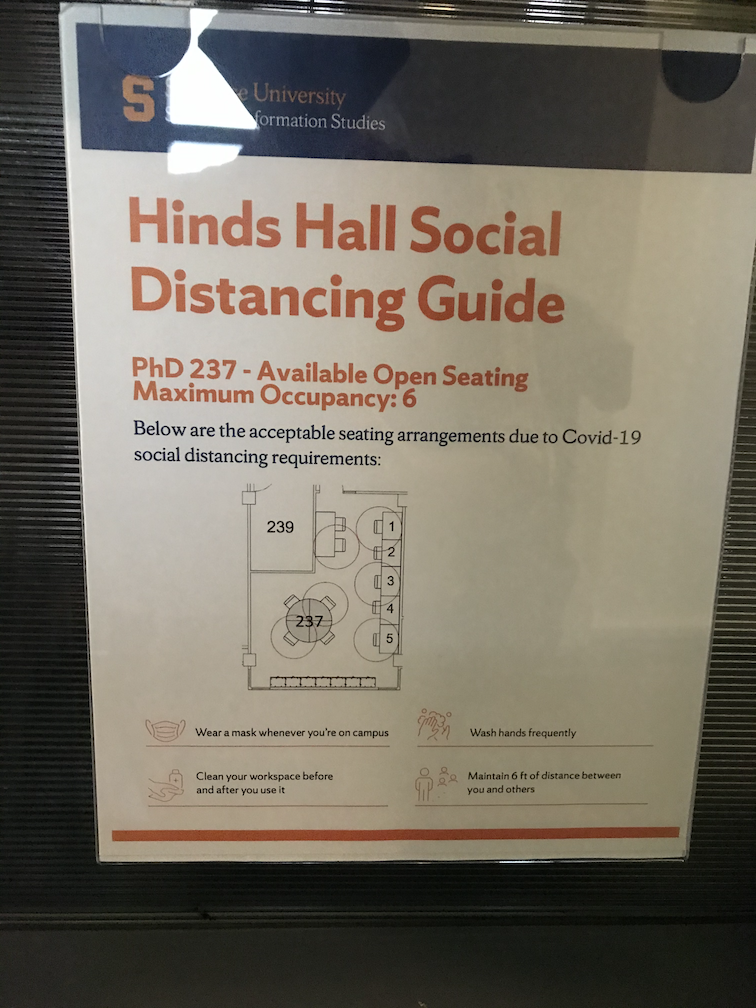 S
University
formation Studies
Hinds Hall Social
Distancing Guide
PhD 237 - Available Open Seating
Maximum Occupancy: 6
Below are the acceptable seating arrangements due to Covid-19
social distancing requirements:
239
1
2
3
4
237
5
Wear a mask whenever you're on campus
Wash hands frequently
Clean your workspace before
and after you use it
Maintain 6 ft of distance between
you and others